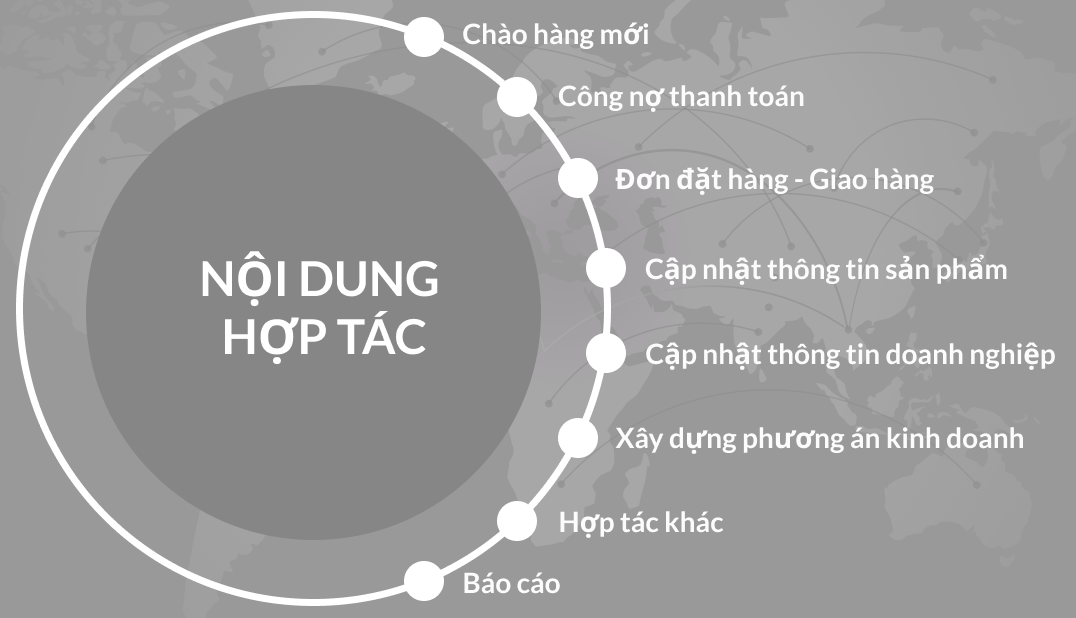 NỘI DUNG
HỢP TÁC
Chào hàng mới
Công nợ thanh toán
Đơn đặt hàng - Giao hàng
Cập nhật thông tin sản phẩm
Cập nhật thông tin doanh nghiệp
Xây dựng phương án kinh doanh
Hợp tác khác
Báo cáo